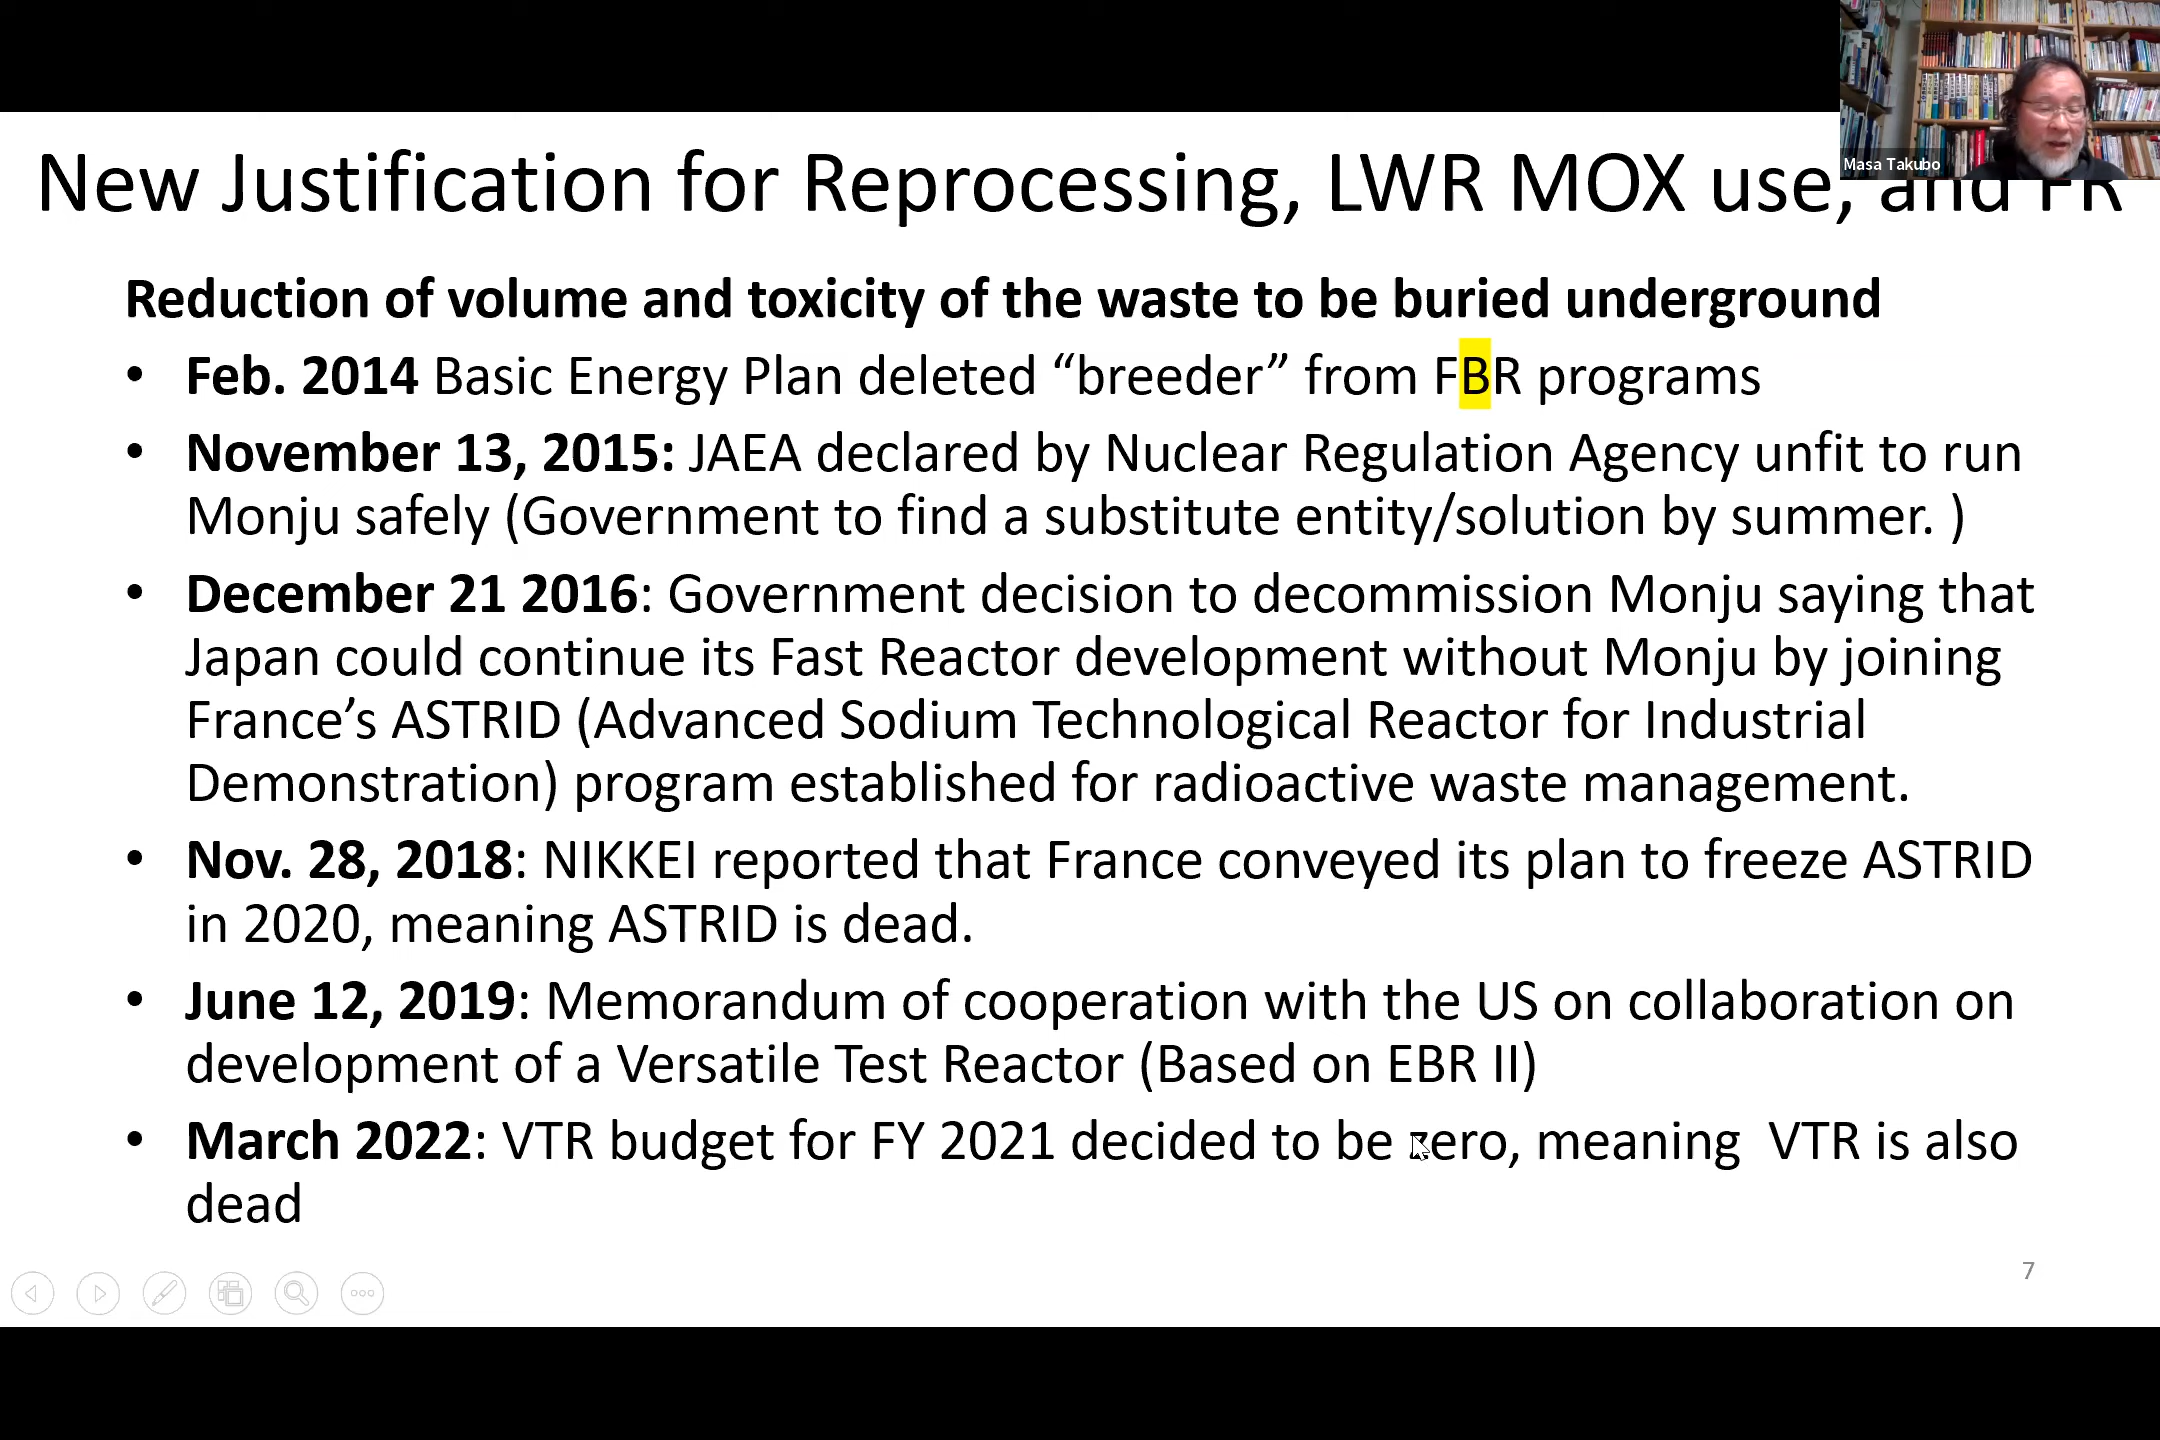 Masa Takubo
New Justification for Reprocessing, LWR MOX use, and FR
Reduction of volume and toxicity of the waste to be buried underground
• Feb. 2014 Basic Energy Plan deleted “breeder” from FBR programs
• November 13, 2015: JAEA declared by Nuclear Regulation Agency unfit to run
Monju safely (Government to find a substitute entity/solution by summer. )
• December 21 2016: Government decision to decommission Monju saying that
Japan could continue its Fast Reactor development without Monju by joining
France’s ASTRID (Advanced Sodium Technological Reactor for Industrial
Demonstration) program established for radioactive waste management.
• Nov. 28, 2018: NIKKEI reported that France conveyed its plan to freeze ASTRID
in 2020, meaning ASTRID is dead.
• June 12, 2019: Memorandum of cooperation with the US on collaboration on
development of a Versatile Test Reactor (Based on EBR II)
• March 2022: VTR budget for FY 2021 decided to be zero, meaning  VTR is also
dead
7